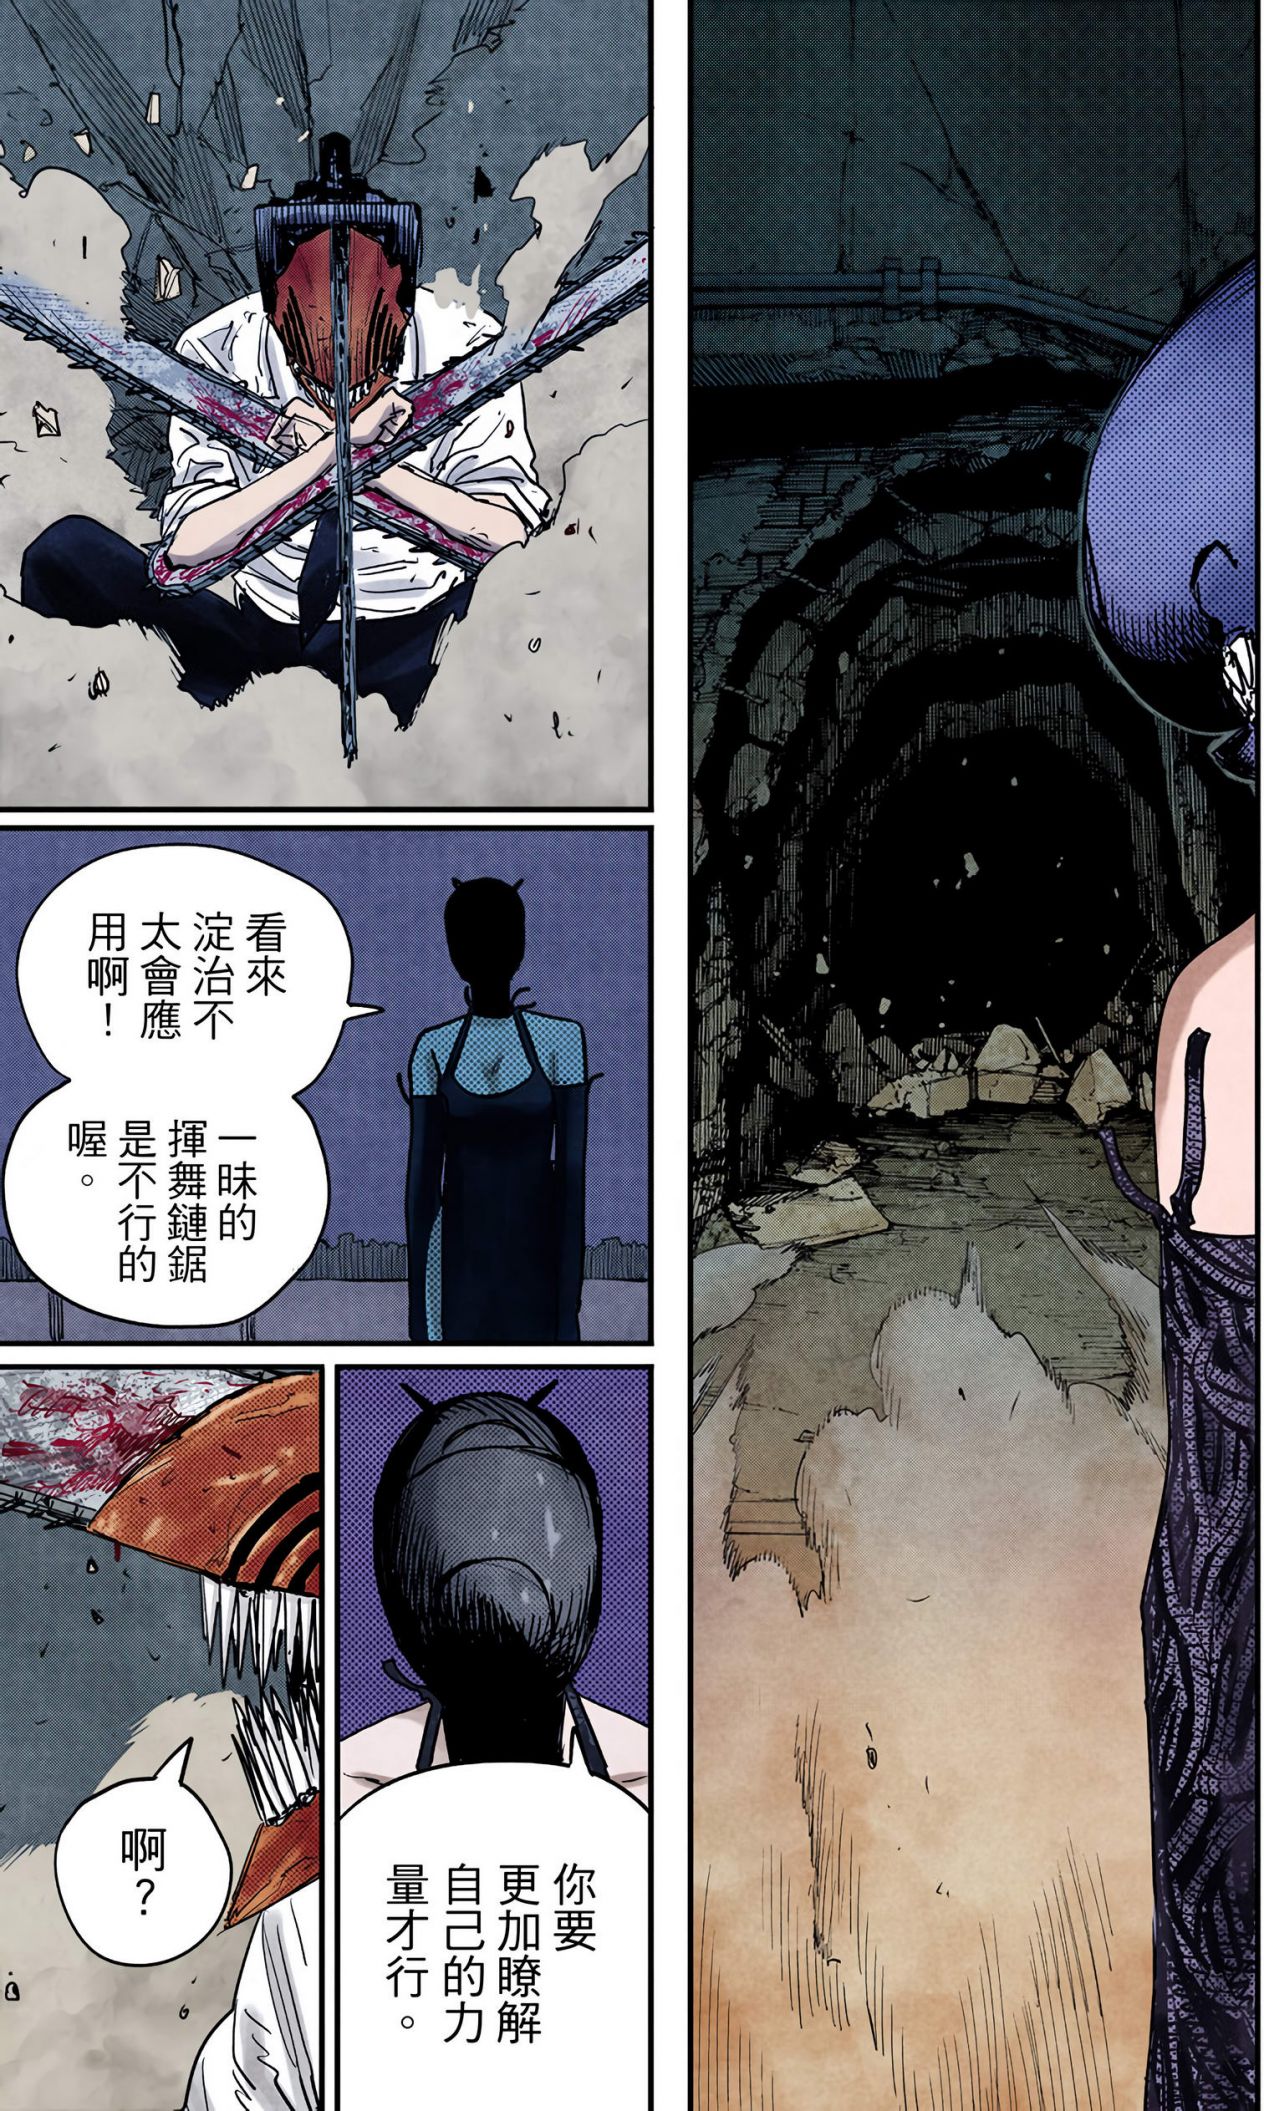 看來
淀治不
太會應
用啊！
一昧的
揮舞鏈鋸
是不行的
喔。
你要
更加瞭解
自己的力
量才行。
啊？